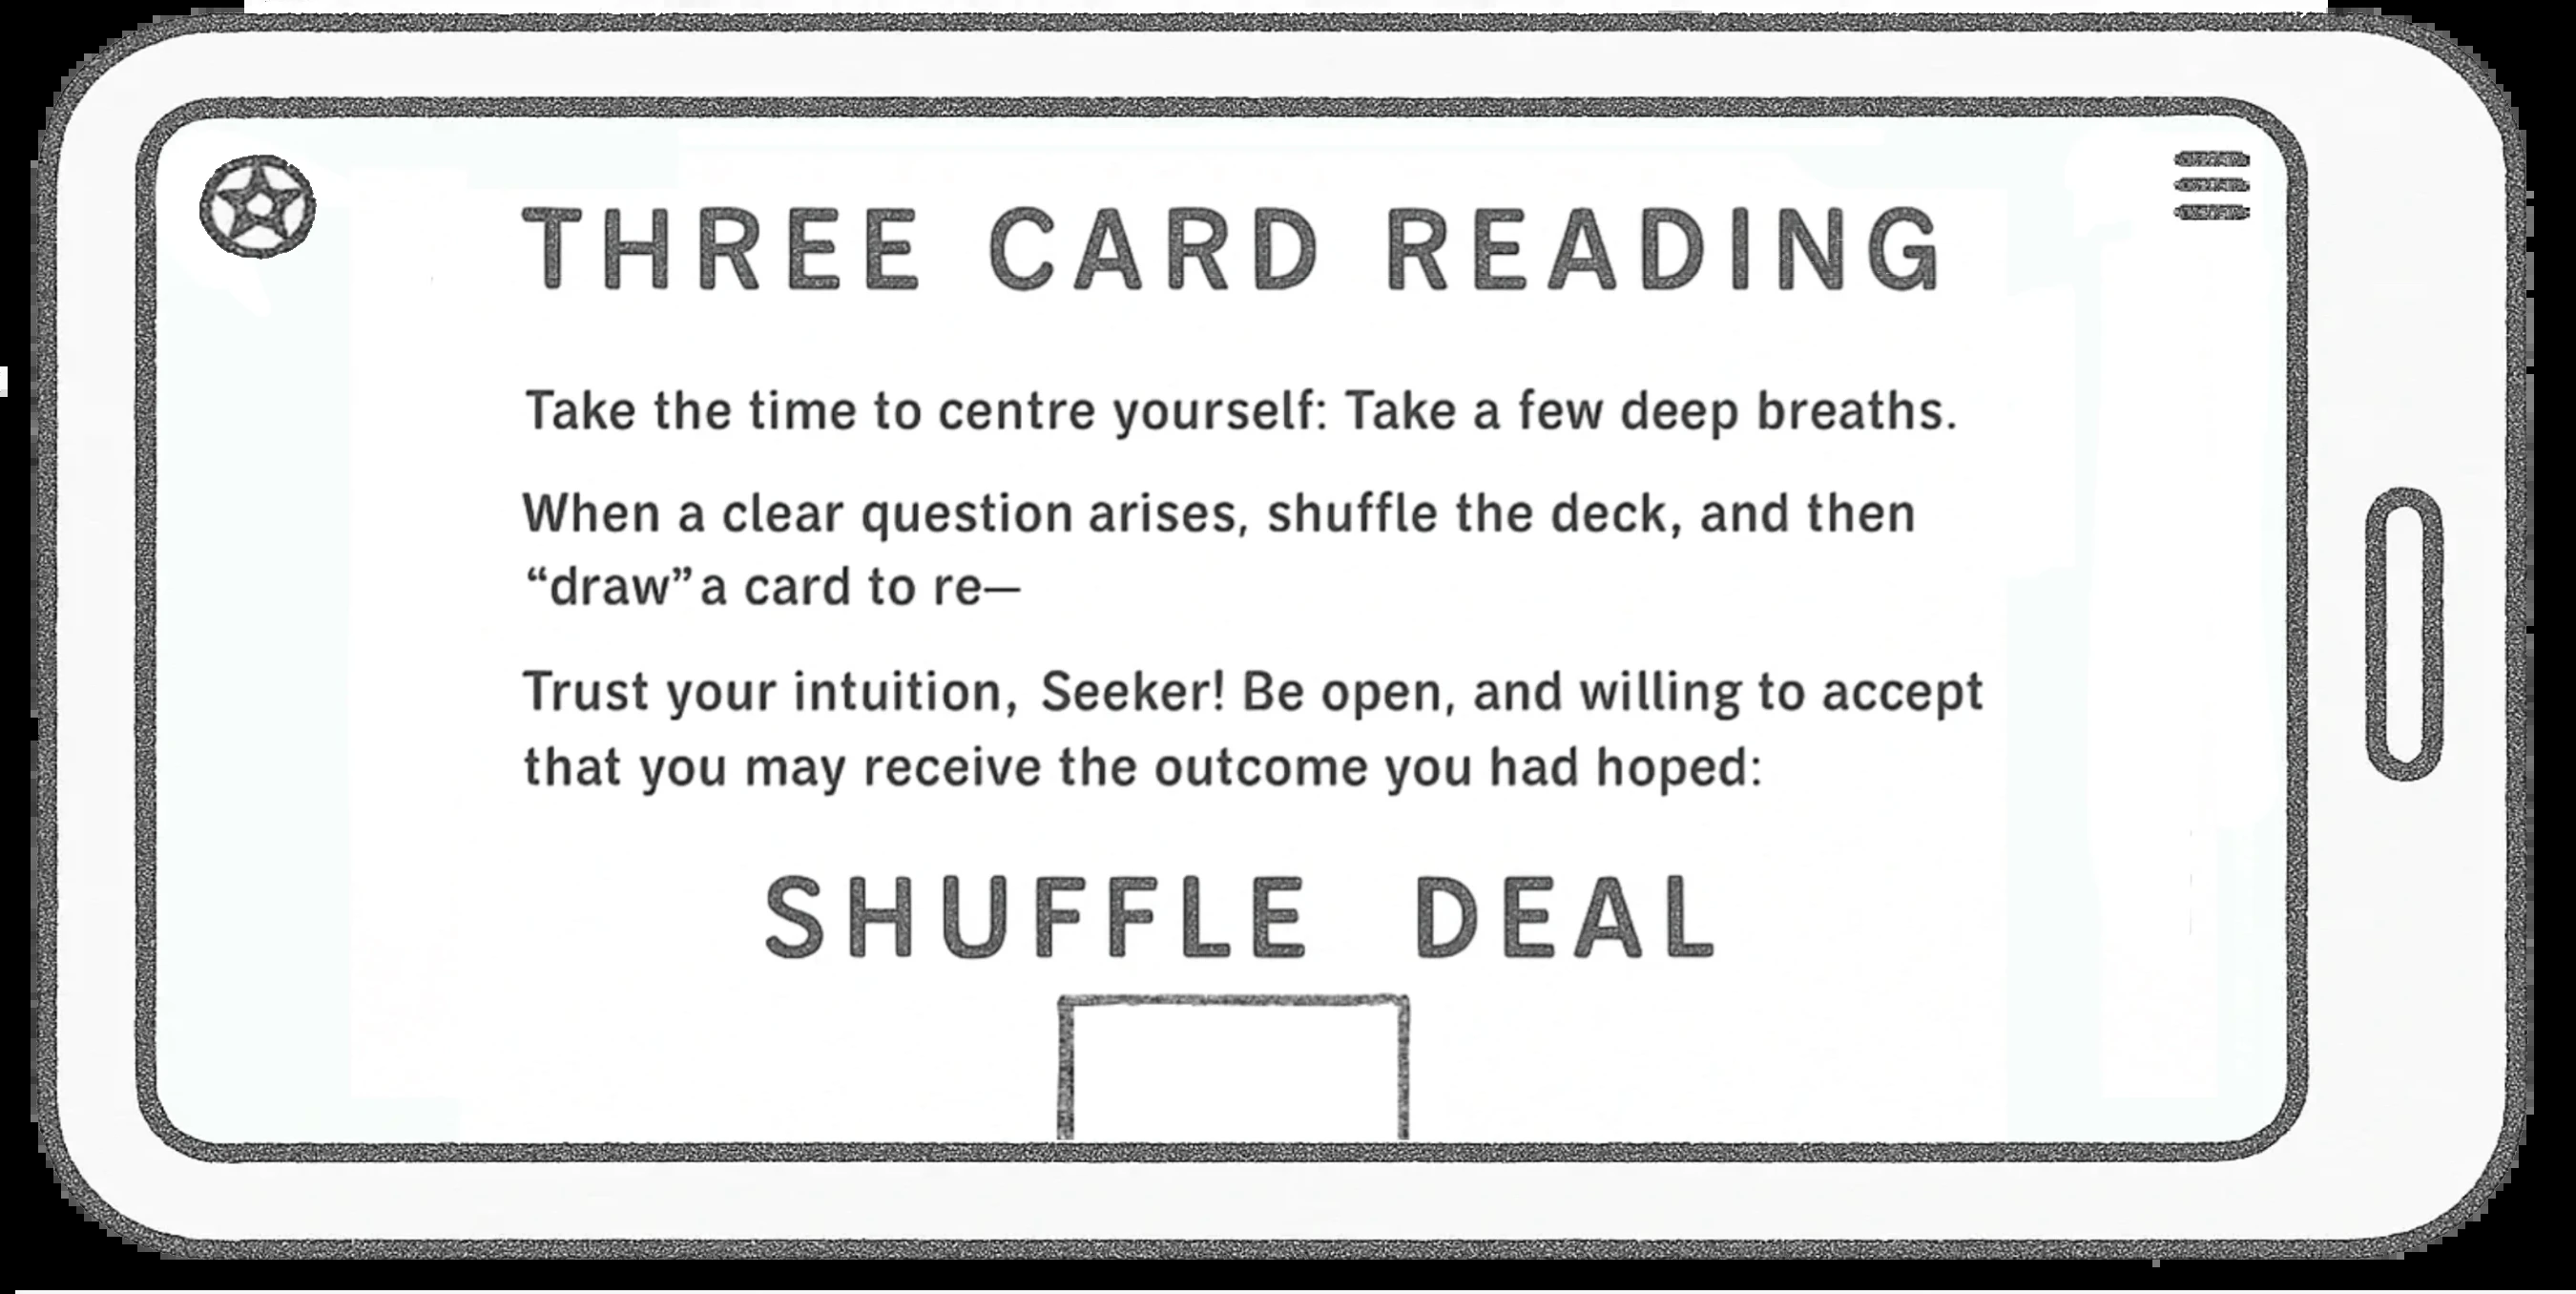 THREE CARD READING
Take the time to centre yourself: Take a few deep breaths.
When a clear question arises, shuffle the deck, and then
“draw” a card to re—
Trust your intuition, Seeker! Be open, and willing to accept
that you may receive the outcome you had hoped:
SHUFFLE DEAL